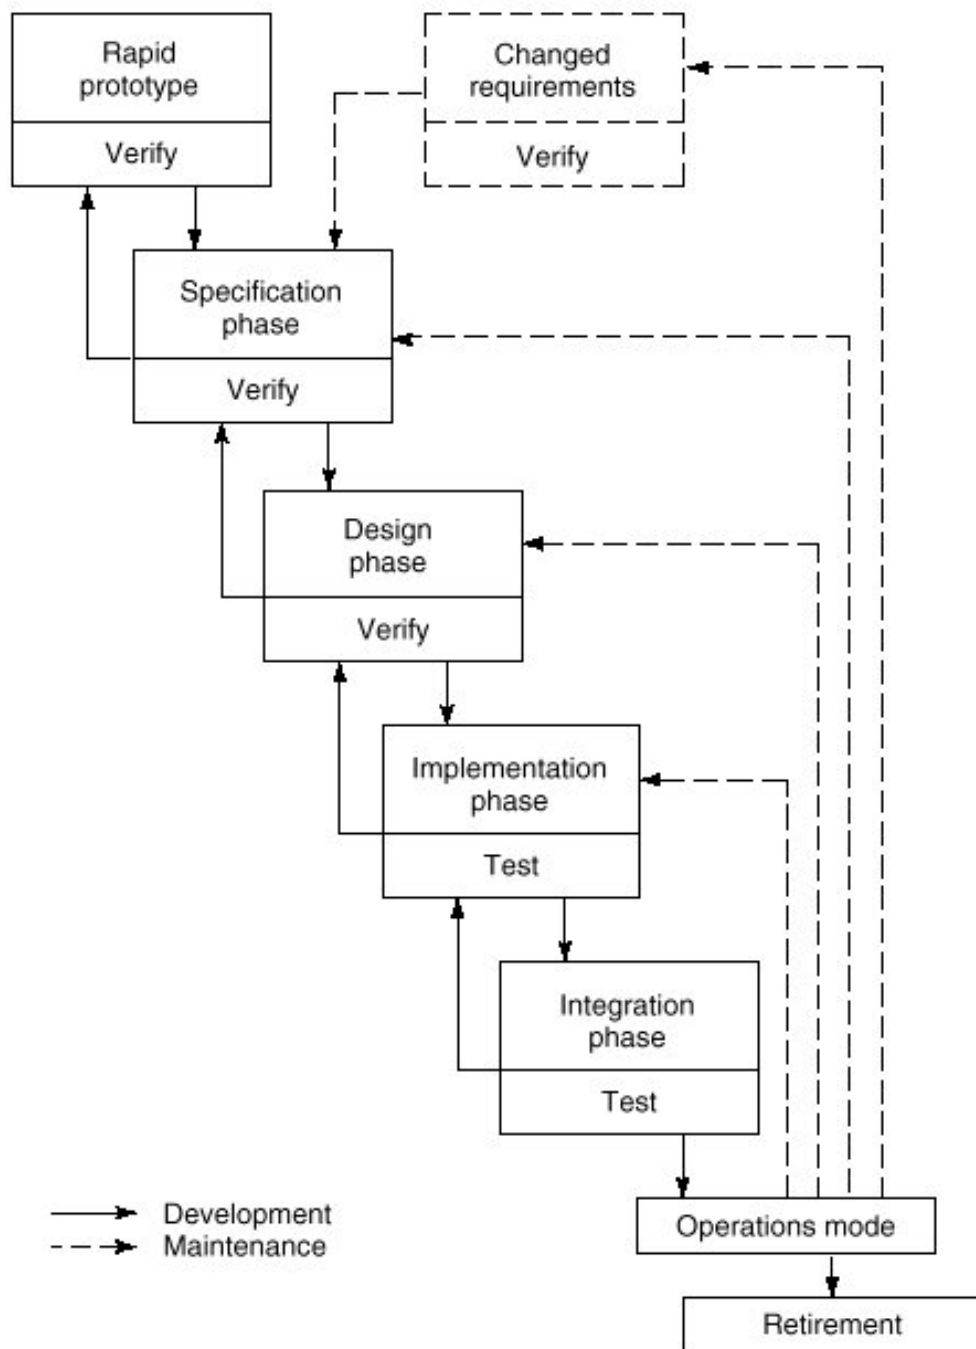 Rapid
prototype
Verify
Changed
requirements
Verify
Specification
phase
Verify
Design
phase
Verify
Implementation
phase
Test
Integration
phase
Test
Development
Maintenance
Operations mode
Retirement